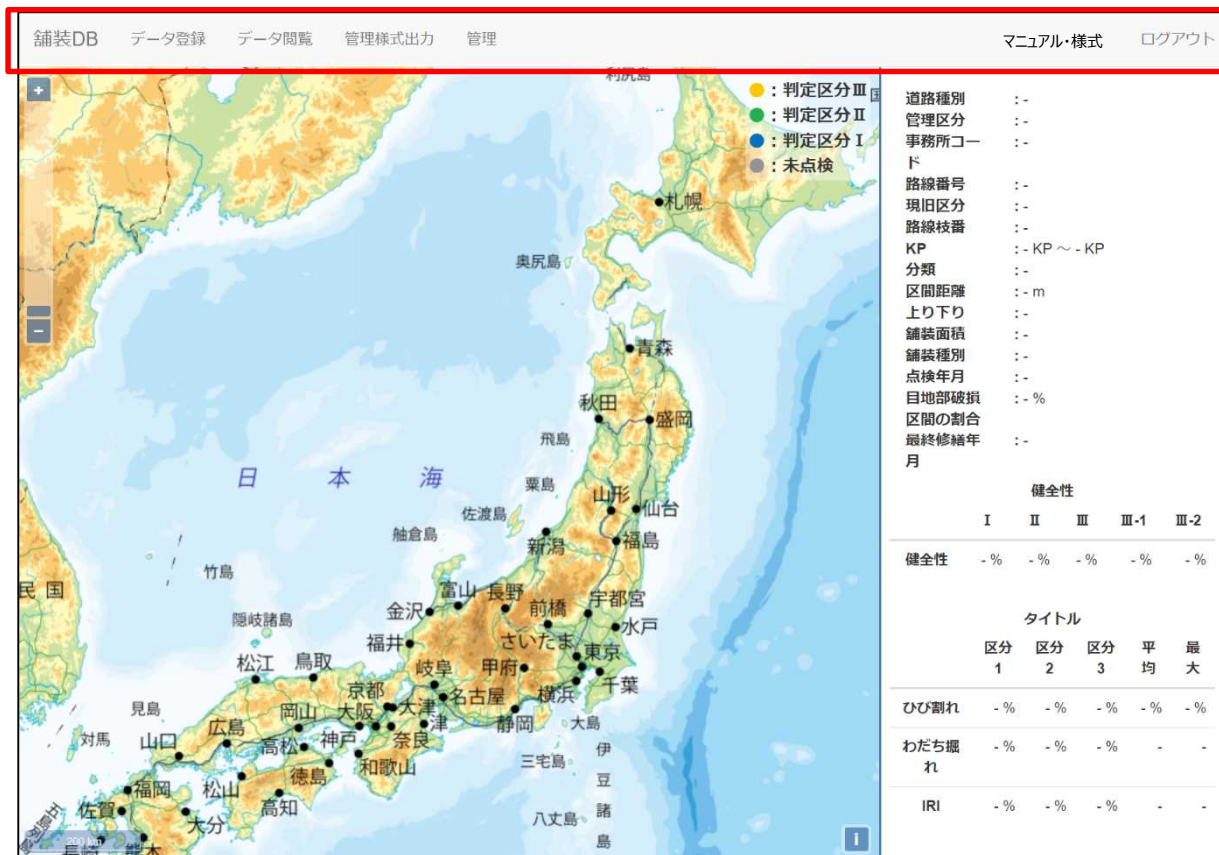 舗装DB データ登録 データ閲覧 管理様式出力 管理 マニュアル・様式 ログアウト
利尻島
+
：判定区分Ⅲ
国
：判定区分Ⅱ
：判定区分Ⅰ
：未点検
札幌
奥尻島
青森
秋田
盛岡
飛島
日本海
粟島
山形
仙台
佐渡島
舳倉島
新潟
福島
竹島
民国
富山
長野
前橋
宇都宮
金沢
水戸
隠岐諸島
さいたま
福井
東京
松江
鳥取
岐阜
甲府
千葉
横浜
京都
大津
名古屋
見島
岡山
大阪
静岡
大島
対馬
山口
広島
高松
神戸
奈良
津
伊豆諸島
和歌山
三宅島
福岡
松山
徳島
高知
佐賀
大分
八丈島
長崎
熊本
200 km
i
−
道路種別 : -
管理区分 : -
事務所コー : -
ド
路線番号 : -
現旧区分 : -
路線枝番 : -
KP : - KP ～ - KP
分類 : -
区間距離 : - m
上り下り : -
舗装面積 : -
舗装種別 : -
点検年月 : -
目地部破損 : - %
区間の割合
最終修繕年 : -
月
健全性
Ⅰ Ⅱ Ⅲ Ⅲ-1 Ⅲ-2
健全性 - % - % - % - % - %
タイトル
区分 区分 区分 平 最
1 2 3 均 大
ひび割れ - % - % - % - % - %
わだち掘 - % - % - % - -
れ
IRI - % - % - % - -